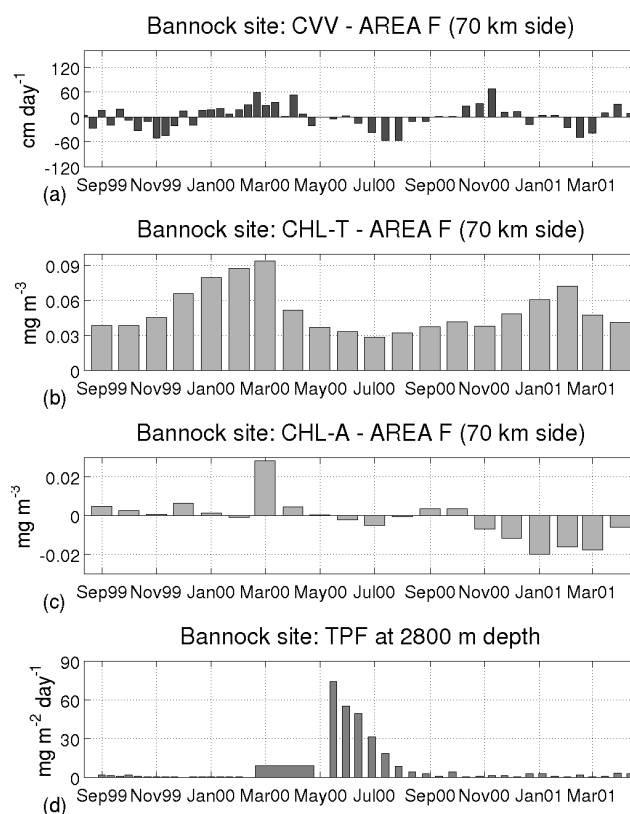 Bannock site: CVV - AREA F (70 km side)
120
60
0
-60
-120
cm day-1
Sep99 Nov99 Jan00 Mar00 May00 Jul00 Sep00 Nov00 Jan01 Mar01
(a)
Bannock site: CHL-T - AREA F (70 km side)
0.09
0.06
0.03
0
mg m-3
Sep99 Nov99 Jan00 Mar00 May00 Jul00 Sep00 Nov00 Jan01 Mar01
(b)
Bannock site: CHL-A - AREA F (70 km side)
0.02
0
-0.02
mg m-3
Sep99 Nov99 Jan00 Mar00 May00 Jul00 Sep00 Nov00 Jan01 Mar01
(c)
Bannock site: TPF at 2800 m depth
90
60
30
0
mg m-2 day-1
Sep99 Nov99 Jan00 Mar00 May00 Jul00 Sep00 Nov00 Jan01 Mar01
(d)